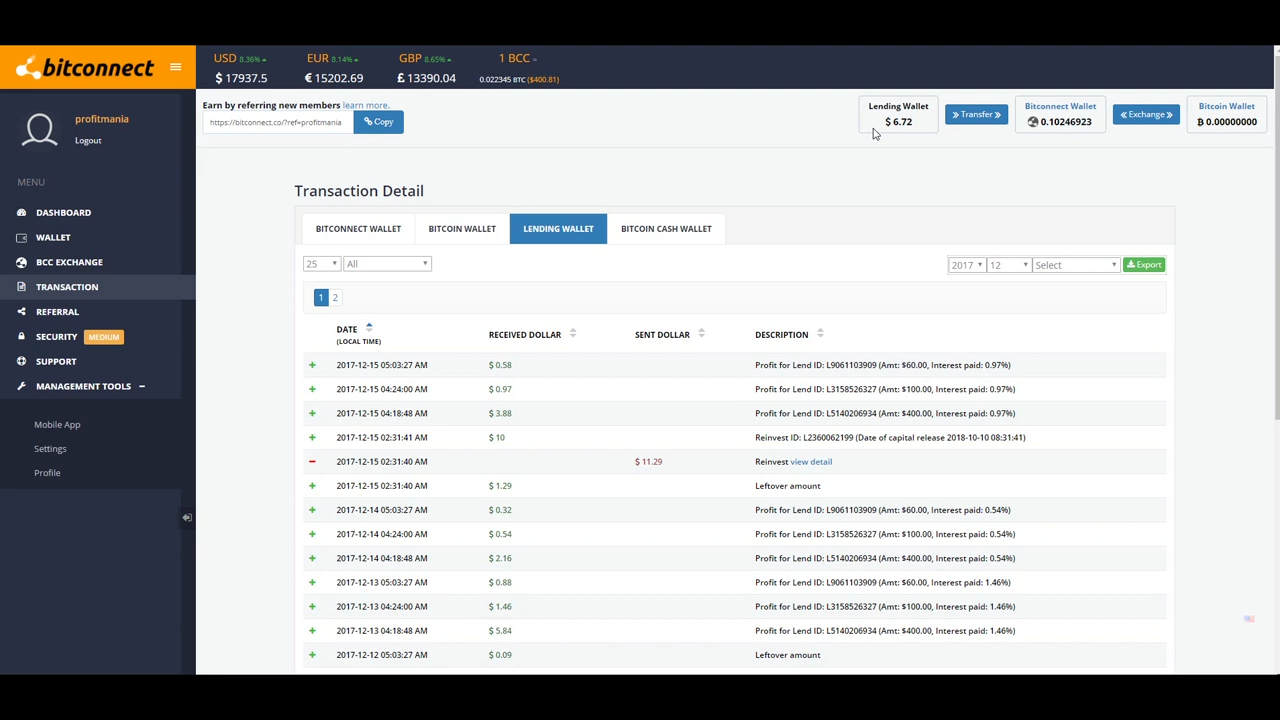 bitconnect
USD 8.36%
$ 17937.5
EUR 8.14%
€ 15202.69
GBP 8.65%
£ 13390.04
1 BCC =
0.022345 BTC ($400.81)
profitmania
Logout
MENU
DASHBOARD
WALLET
BCC EXCHANGE
TRANSACTION
REFERRAL
SECURITY MEDIUM
SUPPORT
MANAGEMENT TOOLS
Mobile App
Settings
Profile
Earn by referring new members learn more.
https://bitconnect.co/?ref=profitmania Copy
Lending Wallet
$ 6.72
Transfer
Bitconnect Wallet
0.10246923
Exchange
Bitcoin Wallet
0.00000000
Transaction Detail
BITCONNECT WALLET BITCOIN WALLET LENDING WALLET BITCOIN CASH WALLET
25 All 2017 12 Select Export
1 2
DATE (LOCAL TIME) RECEIVED DOLLAR SENT DOLLAR DESCRIPTION
2017-12-15 05:03:27 AM $ 0.58 Profit for Lend ID: L9061103909 (Amt: $60.00, Interest paid: 0.97%)
2017-12-15 04:24:00 AM $ 0.97 Profit for Lend ID: L3158526327 (Amt: $100.00, Interest paid: 0.97%)
2017-12-15 04:18:48 AM $ 3.88 Profit for Lend ID: L5140206934 (Amt: $400.00, Interest paid: 0.97%)
2017-12-15 02:31:41 AM $ 10 Reinvest ID: L2360062199 (Date of capital release 2018-10-10 08:31:41)
2017-12-15 02:31:40 AM $ 11.29 Reinvest view detail
2017-12-15 02:31:40 AM $ 1.29 Leftover amount
2017-12-14 05:03:27 AM $ 0.32 Profit for Lend ID: L9061103909 (Amt: $60.00, Interest paid: 0.54%)
2017-12-14 04:24:00 AM $ 0.54 Profit for Lend ID: L3158526327 (Amt: $100.00, Interest paid: 0.54%)
2017-12-14 04:18:48 AM $ 2.16 Profit for Lend ID: L5140206934 (Amt: $400.00, Interest paid: 0.54%)
2017-12-13 05:03:27 AM $ 0.88 Profit for Lend ID: L9061103909 (Amt: $60.00, Interest paid: 1.46%)
2017-12-13 04:24:00 AM $ 1.46 Profit for Lend ID: L3158526327 (Amt: $100.00, Interest paid: 1.46%)
2017-12-13 04:18:48 AM $ 5.84 Profit for Lend ID: L5140206934 (Amt: $400.00, Interest paid: 1.46%)
2017-12-12 05:03:27 AM $ 0.09 Leftover amount